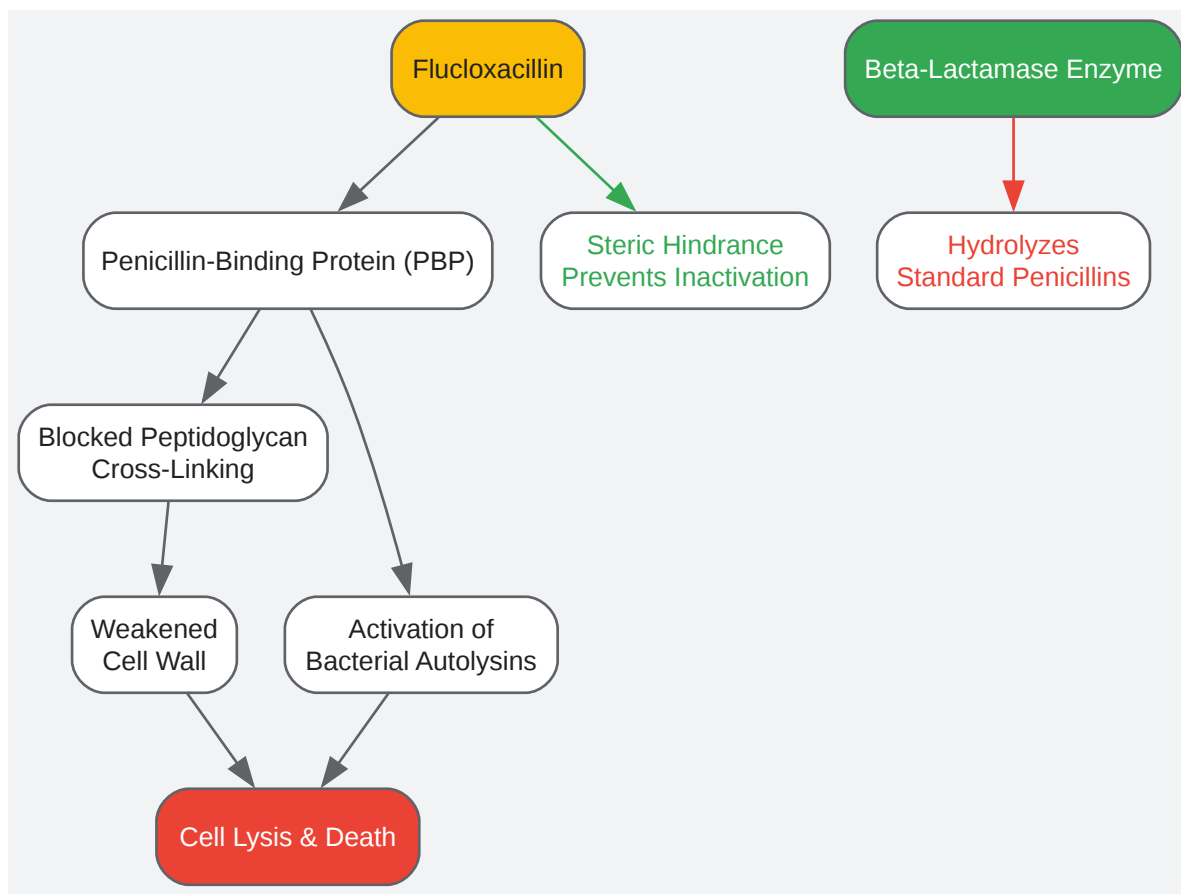 Flucloxacillin
Beta-Lactamase Enzyme
Penicillin-Binding Protein (PBP)
Steric Hindrance
Prevents Inactivation
Hydrolyzes
Standard Penicillins
Blocked Peptidoglycan
Cross-Linking
Weakened
Cell Wall
Activation of
Bacterial Autolysins
Cell Lysis & Death